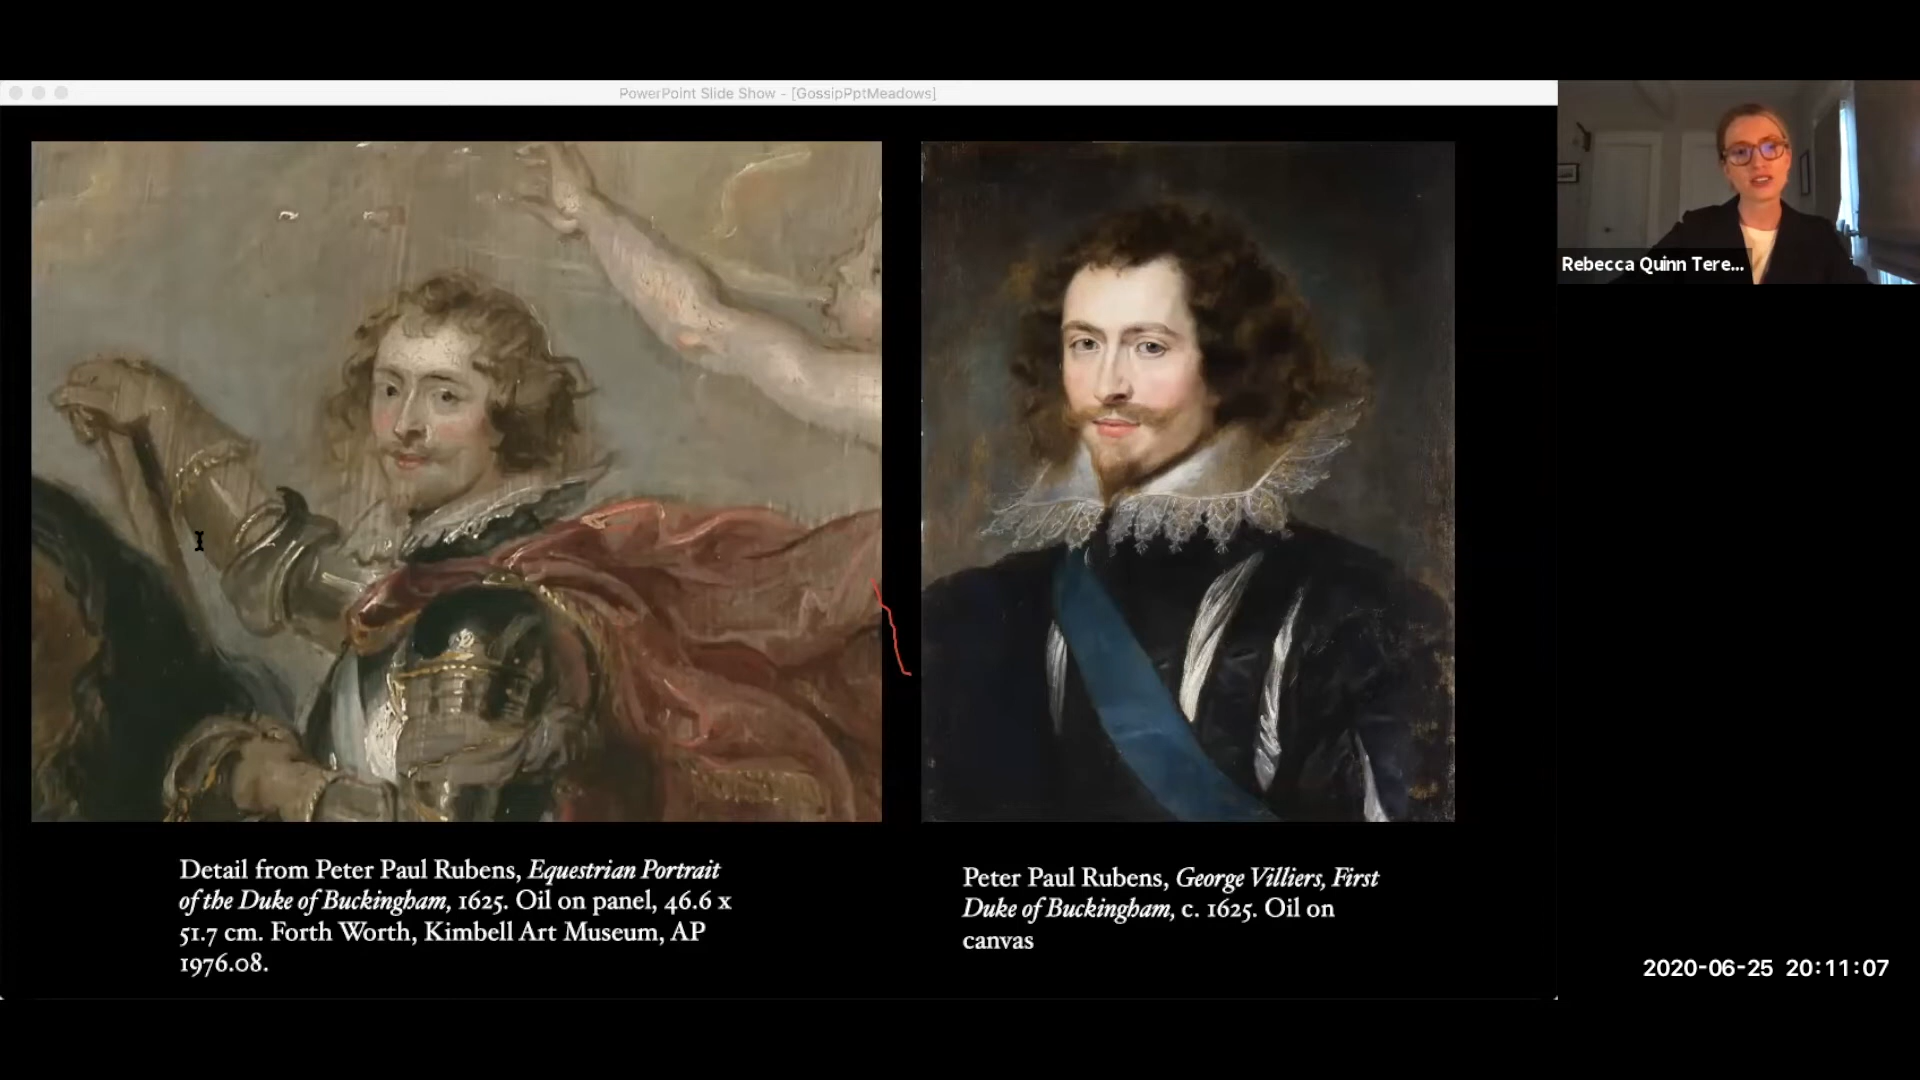 PowerPoint Slide Show - [GossipPptMeadows]
Rebecca Quinn Tere...
Detail from Peter Paul Rubens, Equestrian Portrait
of the Duke of Buckingham, 1625. Oil on panel, 46.6 x
51.7 cm. Forth Worth, Kimbell Art Museum, AP
1976.08.
Peter Paul Rubens, George Villiers, First
Duke of Buckingham, c. 1625. Oil on
canvas
2020-06-25 20:11:07